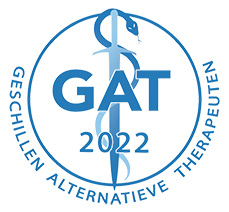 GAT
2022
GESCHILLEN ALTERNATIEVE THERAPEUTEN